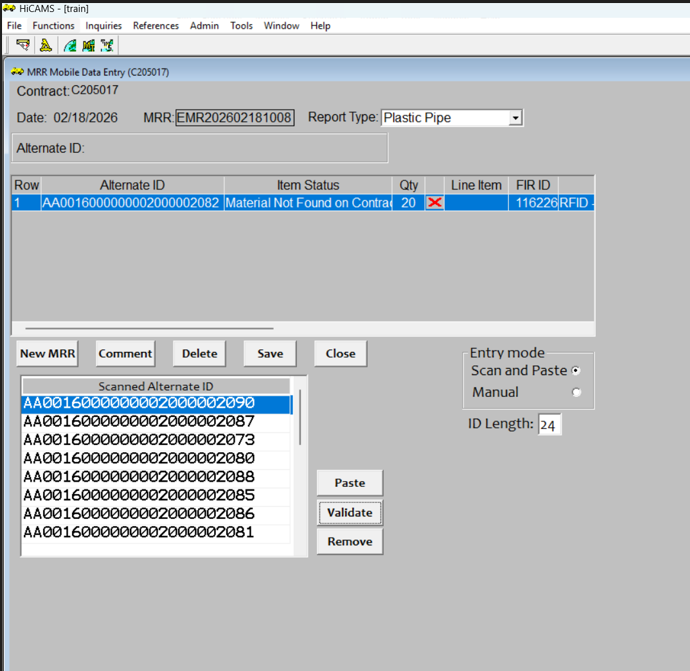 HiCAMS - [train]
File Functions Inquiries References Admin Tools Window Help
MRR Mobile Data Entry (C205017)
Contract: C205017
Date: 02/18/2026 MRR: EMR202602181008 Report Type: Plastic Pipe
Alternate ID:
Row Alternate ID Item Status Qty Line Item FIR ID
1 AA0016000000002000002082 Material Not Found on Contrac 20 116226 RFID -
New MRR Comment Delete Save Close
Entry mode
Scan and Paste
Manual
ID Length: 24
Scanned Alternate ID
AA0016000000002000002090
AA0016000000002000002087
AA0016000000002000002073
AA0016000000002000002080
AA0016000000002000002088
AA0016000000002000002085
AA0016000000002000002086
AA0016000000002000002081
Paste
Validate
Remove